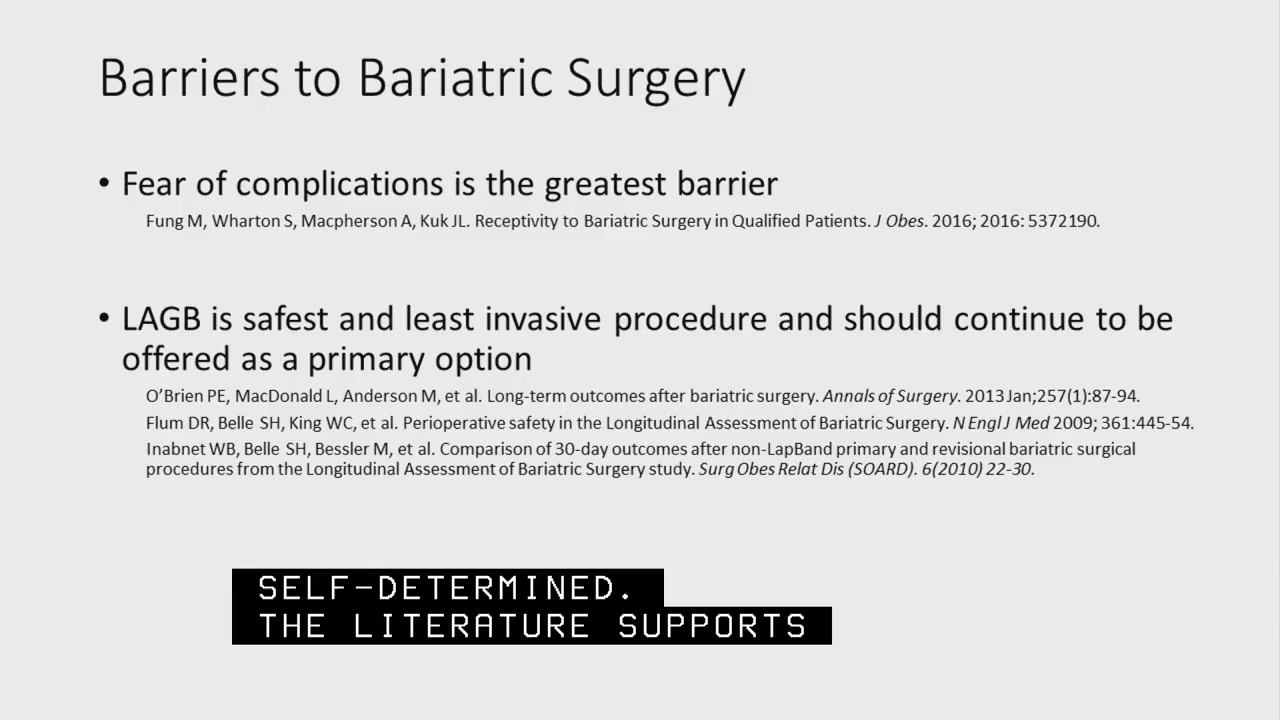 Barriers to Bariatric Surgery
• Fear of complications is the greatest barrier
Fung M, Wharton S, Macpherson A, Kuk JL. Receptivity to Bariatric Surgery in Qualified Patients. J Obes. 2016; 2016: 5372190.
• LAGB is safest and least invasive procedure and should continue to be
offered as a primary option
O’Brien PE, MacDonald L, Anderson M, et al. Long-term outcomes after bariatric surgery. Annals of Surgery. 2013 Jan;257(1):87-94.
Flum DR, Belle SH, King WC, et al. Perioperative safety in the Longitudinal Assessment of Bariatric Surgery. N Engl J Med 2009; 361:445-54.
Inabnet WB, Belle SH, Bessler M, et al. Comparison of 30-day outcomes after non-LapBand primary and revisional bariatric surgical
procedures from the Longitudinal Assessment of Bariatric Surgery study. Surg Obes Relat Dis (SOARD). 6(2010) 22-30.
SELF-DETERMINED.
THE LITERATURE SUPPORTS